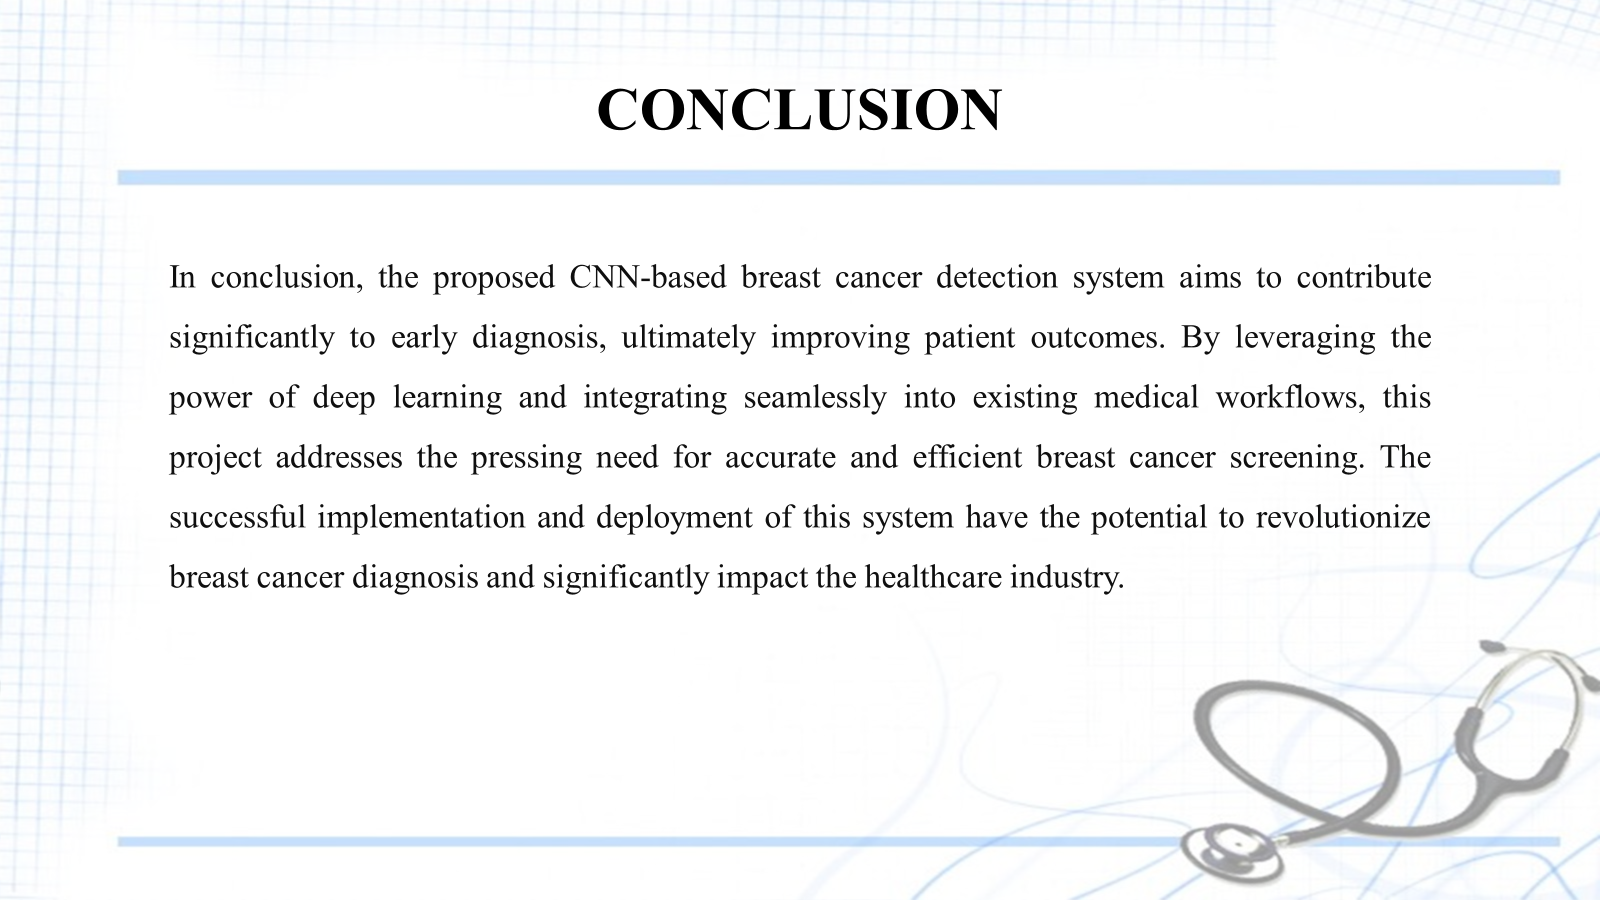 CONCLUSION
In conclusion, the proposed CNN-based breast cancer detection system aims to contribute
significantly to early diagnosis, ultimately improving patient outcomes. By leveraging the
power of deep learning and integrating seamlessly into existing medical workflows, this
project addresses the pressing need for accurate and efficient breast cancer screening. The
successful implementation and deployment of this system have the potential to revolutionize
breast cancer diagnosis and significantly impact the healthcare industry.